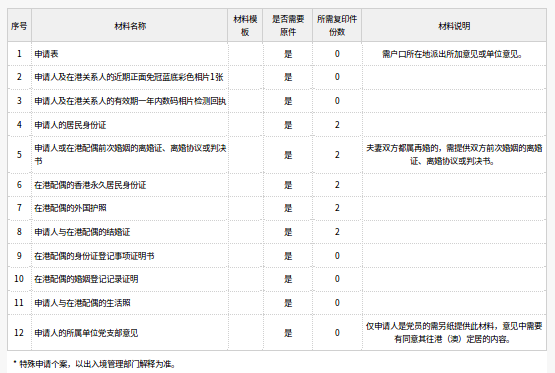 序号 材料名称 材料模板 是否需要原件 所需复印件份数 材料说明
1 申请表 是 0 需户口所在地派出所加意见或单位意见。
2 申请人及在港关系人的近期正面免冠蓝底彩色相片1张 是 0
3 申请人及在港关系人的有效期一年内数码相片检测回执 是 0
4 申请人的居民身份证 是 2
5 申请人或在港配偶前次婚姻的离婚证、离婚协议或判决书 是 2 夫妻双方都属再婚的，需提供双方前次婚姻的离婚证、离婚协议或判决书。
6 在港配偶的香港永久居民身份证 是 2
7 在港配偶的外国护照 是 2
8 申请人与在港配偶的结婚证 是 2
9 在港配偶的身份证登记事项证明书 是 0
10 在港配偶的婚姻登记记录证明 是 0
11 申请人与在港配偶的生活照 是 0
12 申请人的所属单位党支部意见 是 0 仅申请人是党员的需另纸提供此材料，意见中需要有同意其往港（澳）定居的内容。
* 特殊申请个案，以出入境管理部门解释为准。